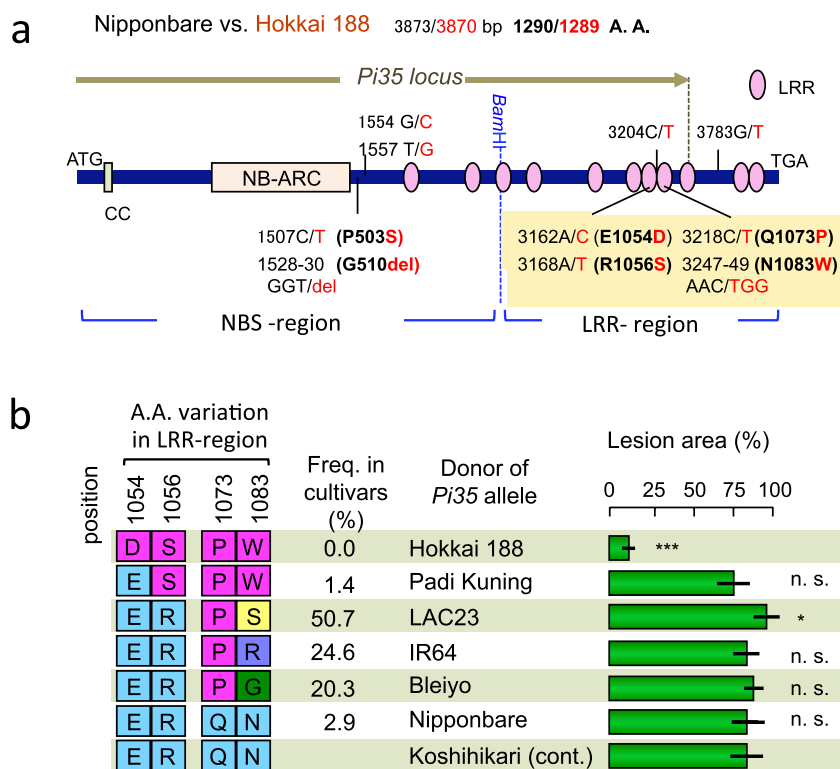 a
Nipponbare vs. Hokkai 188 3873/3870 bp 1290/1289 A. A.
Pi35 locus
LRR
BamHI
1554 G/C
1557 T/G
3204C/T
3783G/T
ATG
NB-ARC
TGA
CC
1507C/T (P503S)
1528-30 (G510del)
GGT/del
3162A/C (E1054D)
3168A/T (R1056S)
3218C/T (Q1073P)
3247-49 (N1083W)
AAC/TGG
NBS -region
LRR- region
b
A.A. variation
in LRR-region
position
1054 1056 1073 1083
Freq. in
cultivars
(%)
Donor of
Pi35 allele
Lesion area (%)
0 25 50 75 100
D S P W 0.0 Hokkai 188 ***
E S P W 1.4 Padi Kuning n. s.
E R P S 50.7 LAC23 *
E R P R 24.6 IR64 n. s.
E R P G 20.3 Bleiyo n. s.
E R Q N 2.9 Nipponbare n. s.
E R Q N Koshihikari (cont.)